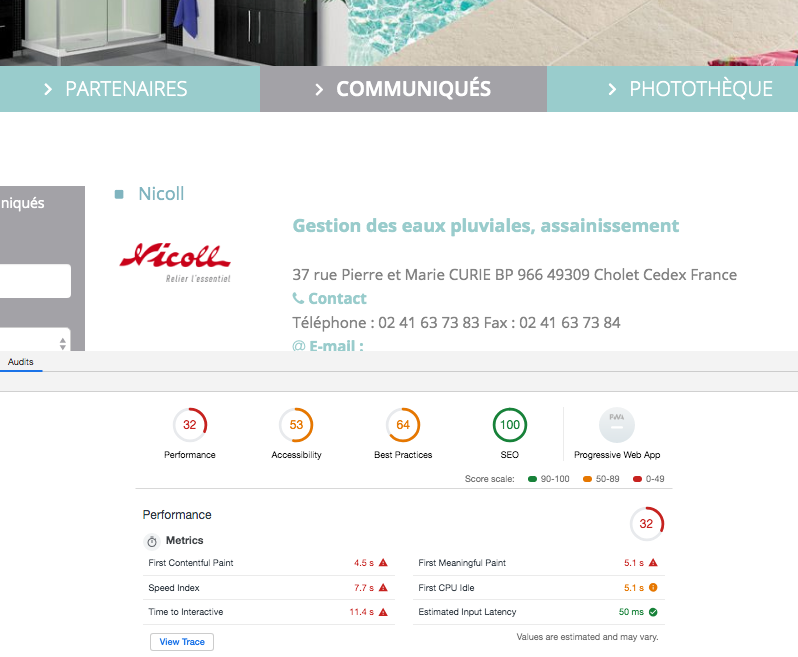 PARTENAIRES
COMMUNIQUÉS
PHOTOTHÈQUE
niqués
Nicoll
Gestion des eaux pluviales, assainissement
Nicoll
Relier l'essentiel
37 rue Pierre et Marie CURIE BP 966 49309 Cholet Cedex France
Contact
Téléphone : 02 41 63 73 83 Fax : 02 41 63 73 84
@ E-mail :
Audits
32
53
64
100
PWA
Performance
Accessibility
Best Practices
SEO
Progressive Web App
Score scale: 90-100 50-89 0-49
Performance
32
Metrics
First Contentful Paint 4.5 s
First Meaningful Paint 5.1 s
Speed Index 7.7 s
First CPU Idle 5.1 s
Time to Interactive 11.4 s
Estimated Input Latency 50 ms
View Trace
Values are estimated and may vary.